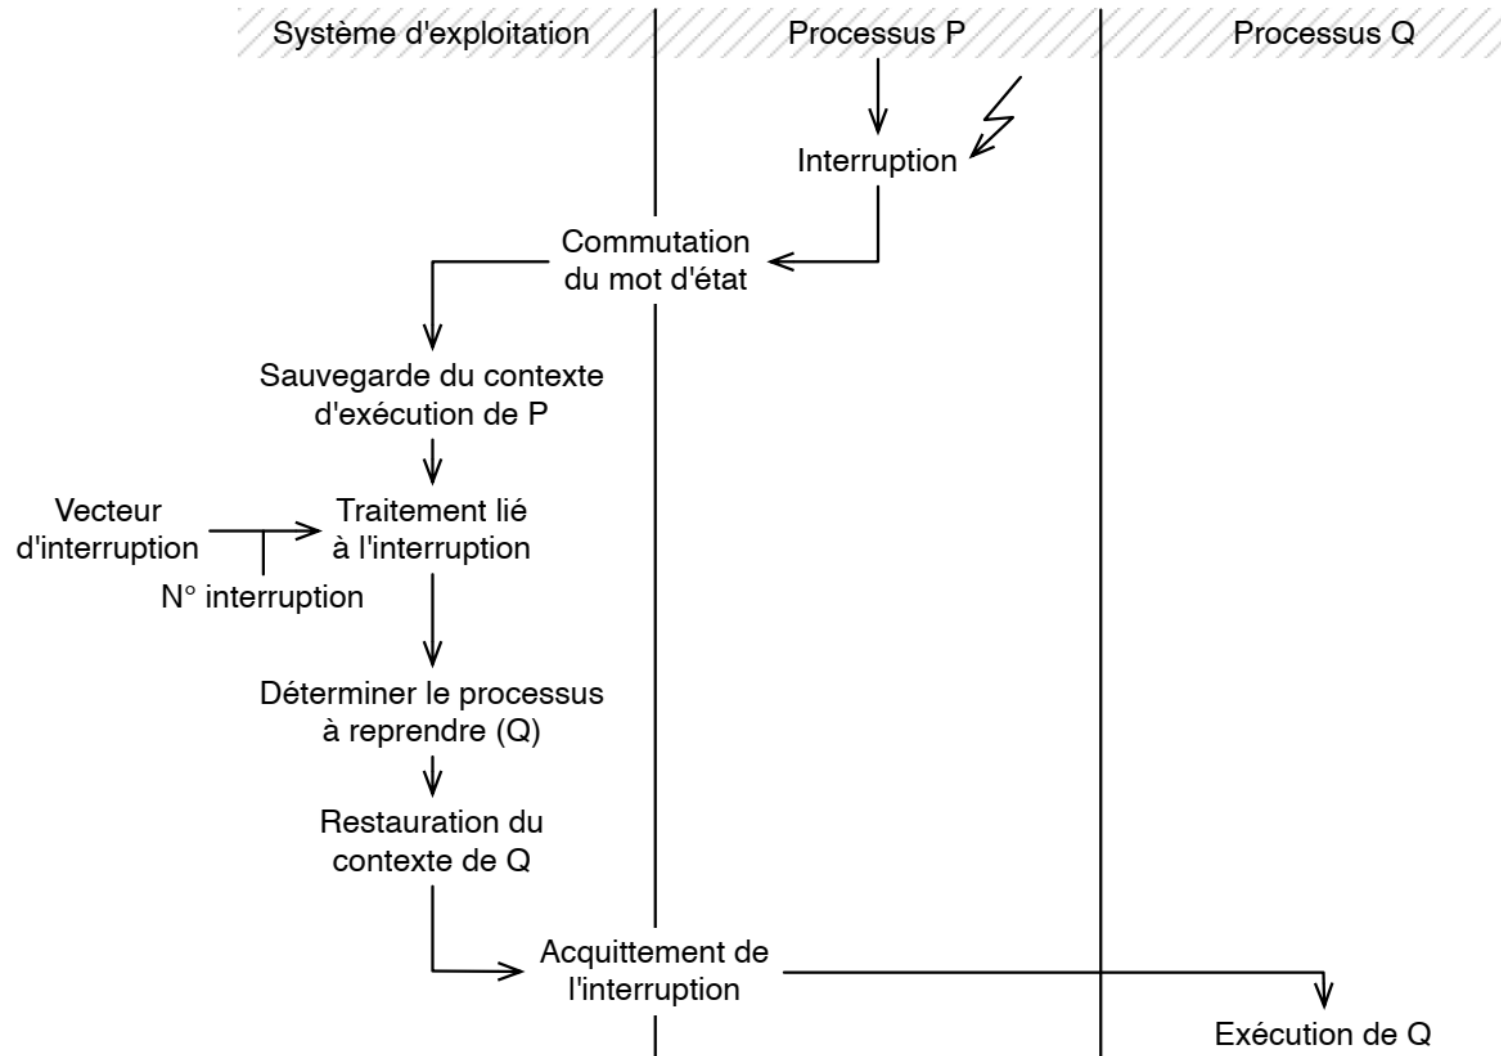 Système d'exploitation
Processus P
Processus Q
Interruption
Commutation
du mot d'état
Sauvegarde du contexte
d'exécution de P
Vecteur
d'interruption
N° interruption
Traitement lié
à l'interruption
Déterminer le processus
à reprendre (Q)
Restauration du
contexte de Q
Acquittement de
l'interruption
Exécution de Q